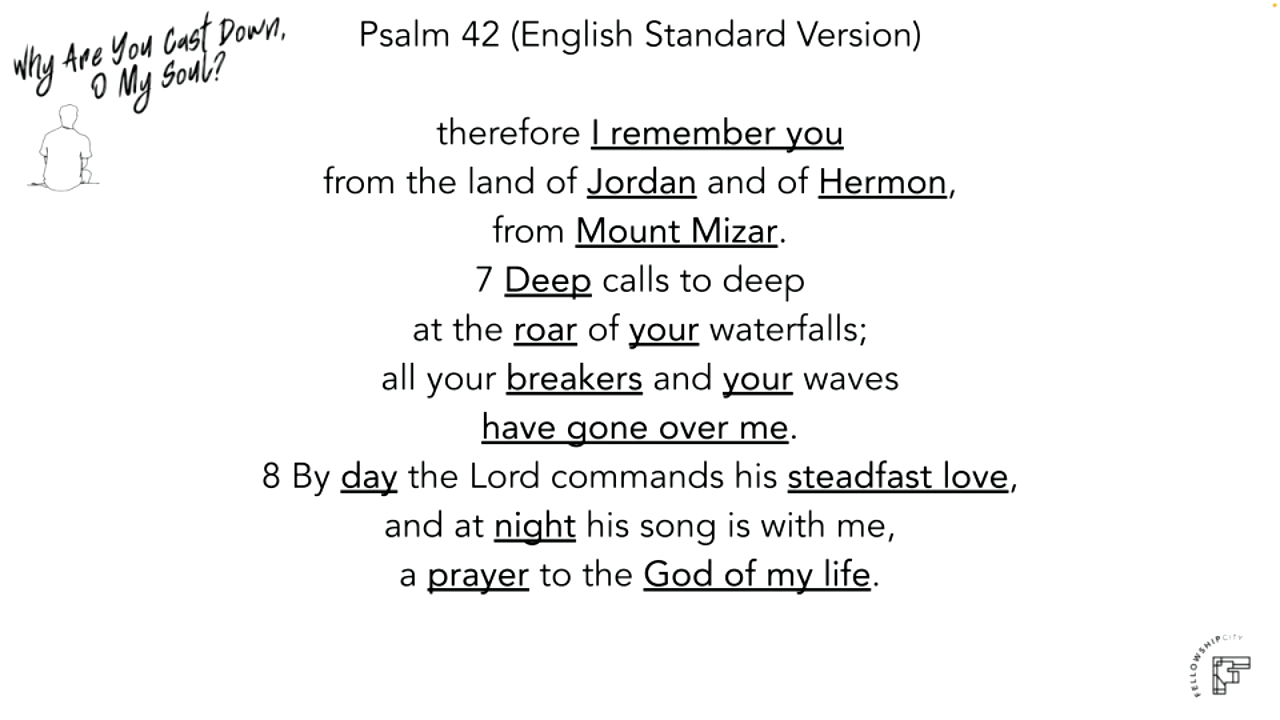 Why Are You Cast Down,
O My Soul?
Psalm 42 (English Standard Version)
therefore I remember you
from the land of Jordan and of Hermon,
from Mount Mizar.
7 Deep calls to deep
at the roar of your waterfalls;
all your breakers and your waves
have gone over me.
8 By day the Lord commands his steadfast love,
and at night his song is with me,
a prayer to the God of my life.
FELLOWSHIPCITY